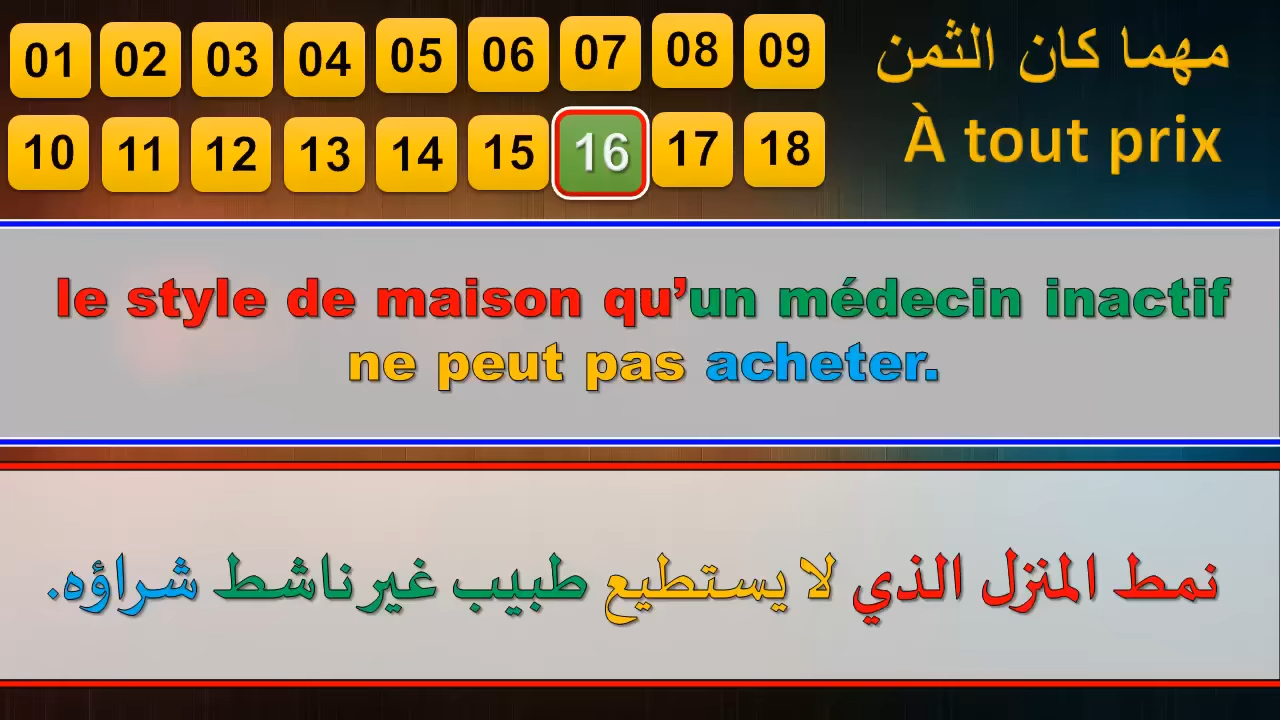 01 02 03 04 05 06 07 08 09
10 11 12 13 14 15 16 17 18
مهما كان الثمن
À tout prix
le style de maison qu’un médecin inactif
ne peut pas acheter.
نمط المنزل الذي لا يستطيع طبيب غير ناشط شراؤه.